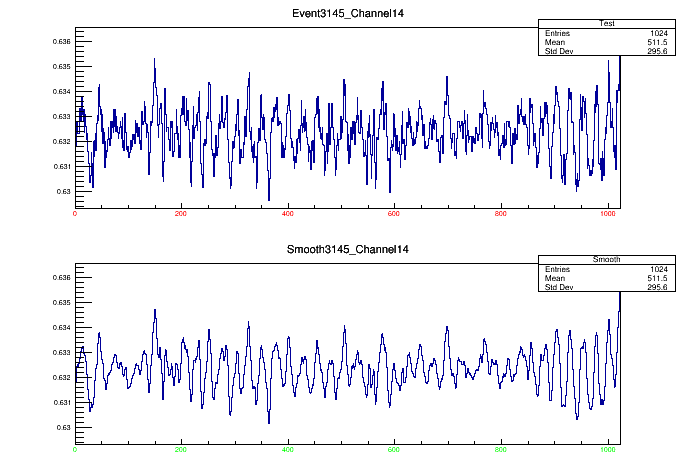 Event3145_Channel14
Test
Entries 1024
Mean 511.5
Std Dev 295.6
0.636
0.635
0.634
0.633
0.632
0.631
0.63
0 200 400 600 800 1000
Smooth3145_Channel14
Smooth
Entries 1024
Mean 511.5
Std Dev 295.6
0.636
0.635
0.634
0.633
0.632
0.631
0.63
0 200 400 600 800 1000